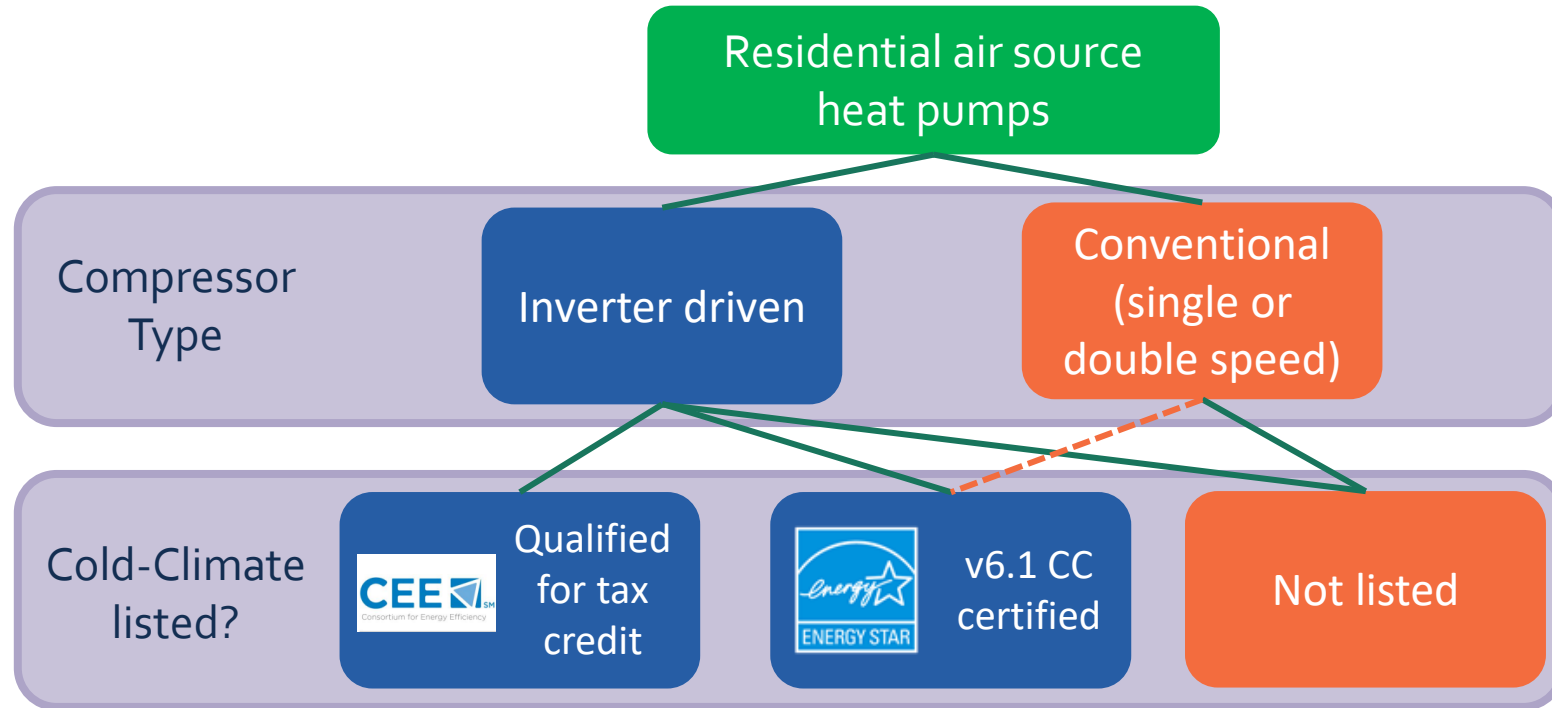 Residential air source
heat pumps
Compressor
Type
Inverter driven
Conventional
(single or
double speed)
Cold-Climate
listed?
CEE SM
Consortium for Energy Efficiency
Qualified
for tax
credit
energy
ENERGY STAR
v6.1 CC
certified
Not listed